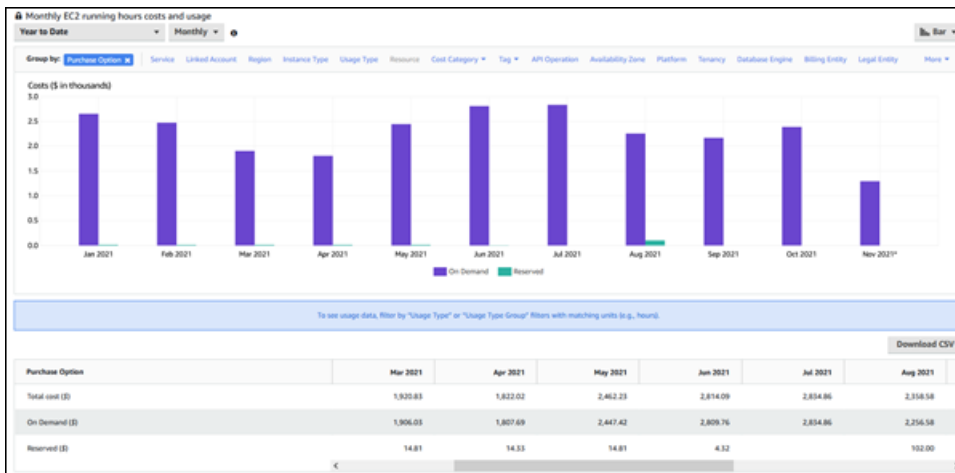 Monthly EC2 running hours costs and usage
Year to Date Monthly Bar
Group by: Purchase Option × Service Linked Account Region Instance Type Usage Type Resource Cost Category Tag API Operation Availability Zone Platform Tenancy Database Engine Billing Entity Legal Entity More
Costs ($ in thousands)
3.0
2.5
2.0
1.5
1.0
0.5
0.0
Jan 2021 Feb 2021 Mar 2021 Apr 2021 May 2021 Jun 2021 Jul 2021 Aug 2021 Sep 2021 Oct 2021 Nov 2021*
On Demand Reserved
To see usage data, filter by "Usage Type" or "Usage Type Group" filters with matching units (e.g., hours).
Download CSV
Purchase Option Mar 2021 Apr 2021 May 2021 Jun 2021 Jul 2021 Aug 2021
Total cost ($) 1,920.83 1,822.02 2,462.23 2,814.09 2,834.86 2,358.58
On Demand ($) 1,906.03 1,807.69 2,447.42 2,809.76 2,834.86 2,256.58
Reserved ($) 14.81 14.33 14.81 4.32 102.00